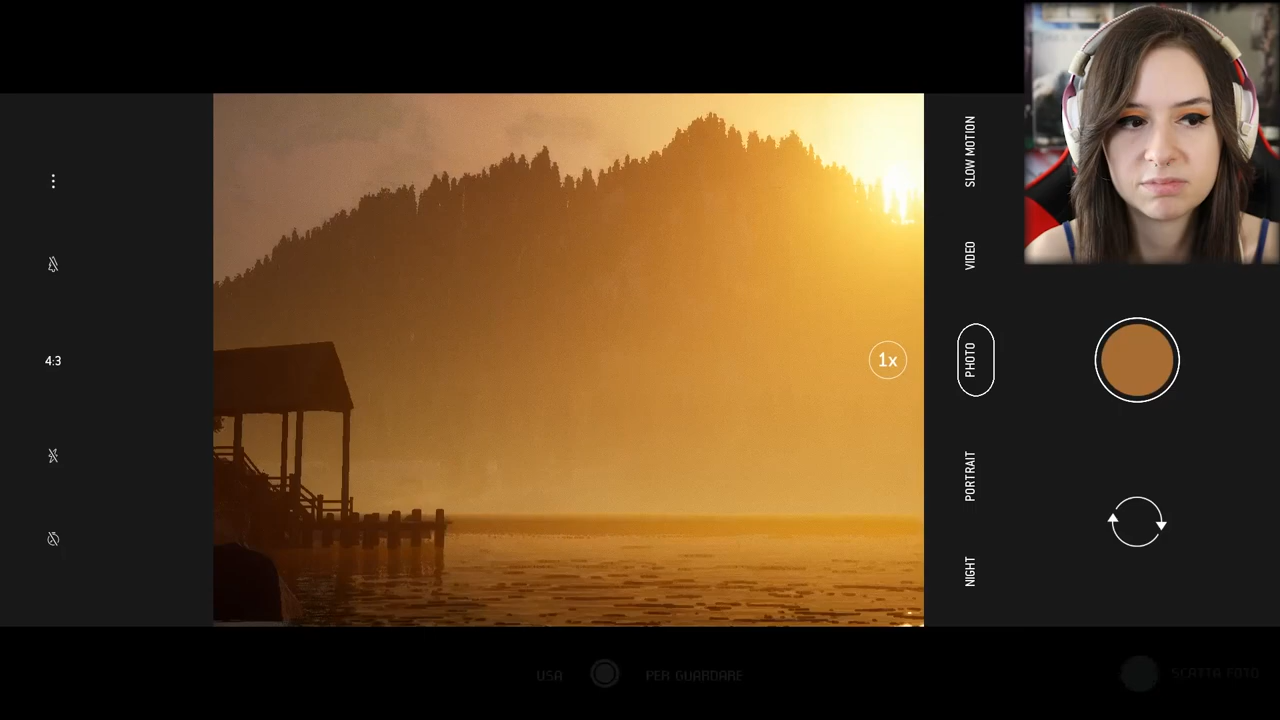 4:3
1x
SLOW MOTION
VIDEO
PHOTO
PORTRAIT
NIGHT
USA PER GUARDARE
SCATTA FOTO